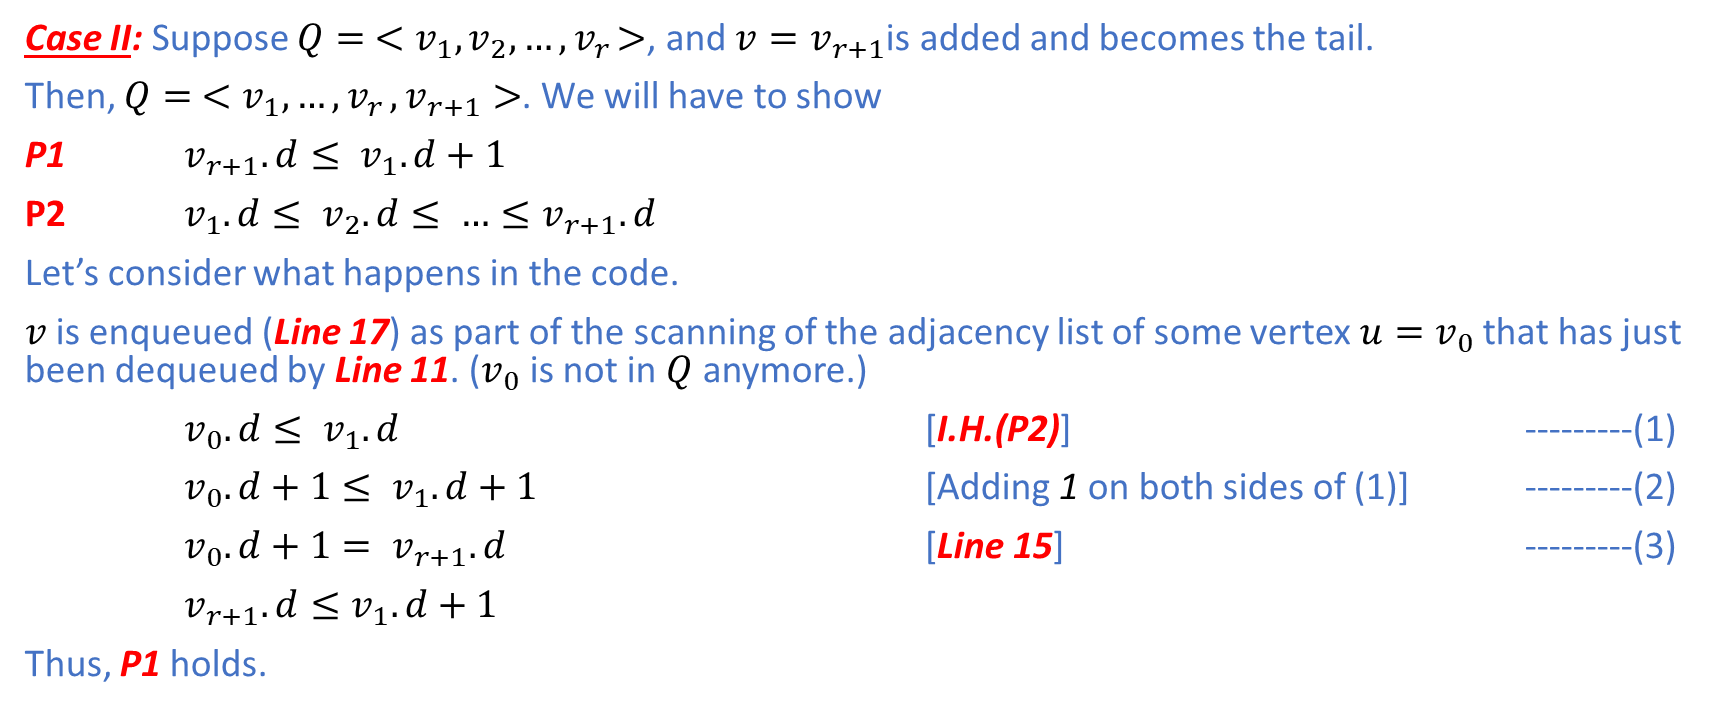 Case II: Suppose Q = < v₁, v₂, …, vᵣ >, and v = vᵣ₊₁is added and becomes the tail.
Then, Q = < v₁, …, vᵣ, vᵣ₊₁ >. We will have to show
P1 vᵣ₊₁.d ≤ v₁.d + 1
P2 v₁.d ≤ v₂.d ≤ … ≤ vᵣ₊₁.d
Let’s consider what happens in the code.
v is enqueued (Line 17) as part of the scanning of the adjacency list of some vertex u = v₀ that has just
been dequeued by Line 11. (v₀ is not in Q anymore.)
v₀.d ≤ v₁.d [I.H.(P2)] ---------(1)
v₀.d + 1 ≤ v₁.d + 1 [Adding 1 on both sides of (1)] ---------(2)
v₀.d + 1 = vᵣ₊₁.d [Line 15] ---------(3)
vᵣ₊₁.d ≤ v₁.d + 1
Thus, P1 holds.